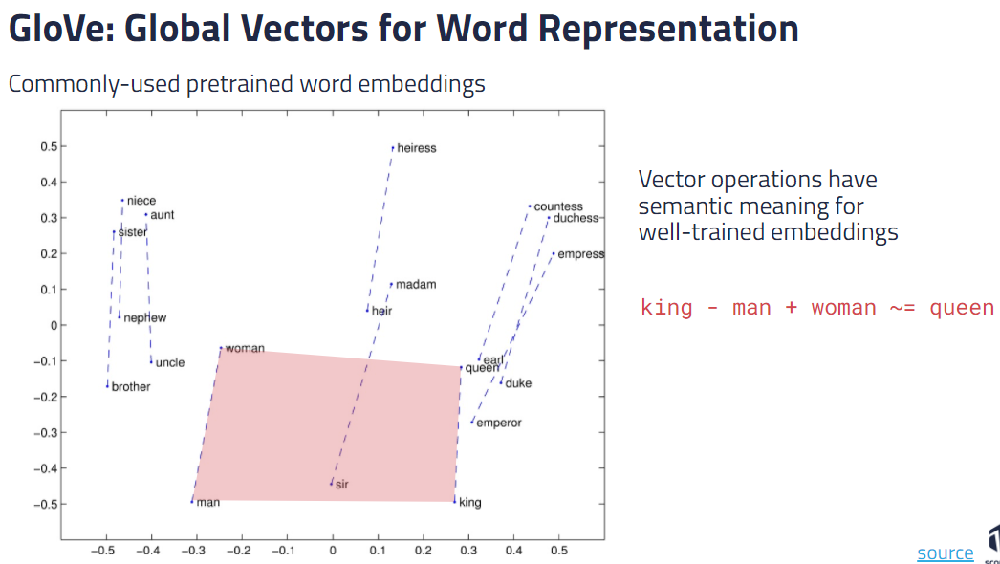 GloVe: Global Vectors for Word Representation
Commonly-used pretrained word embeddings
0.5
0.4
0.3
0.2
0.1
0
−0.1
−0.2
−0.3
−0.4
−0.5
−0.5
−0.4
−0.3
−0.2
−0.1
0
0.1
0.2
0.3
0.4
0.5
heiress
niece
aunt
sister
countess
duchess
empress
madam
heir
nephew
woman
uncle
earl
queen
brother
duke
emperor
sir
man
king
Vector operations have
semantic meaning for
well-trained embeddings
king - man + woman ~= queen
source